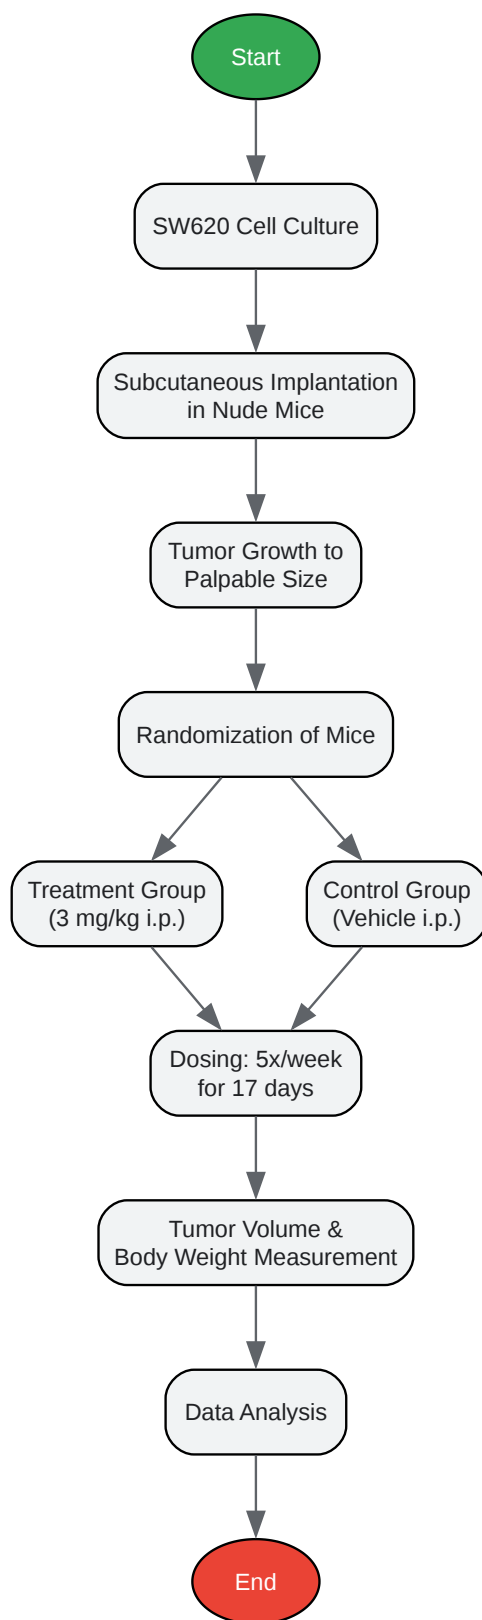 Start
SW620 Cell Culture
Subcutaneous Implantation
in Nude Mice
Tumor Growth to
Palpable Size
Randomization of Mice
Treatment Group
(3 mg/kg i.p.)
Control Group
(Vehicle i.p.)
Dosing: 5x/week
for 17 days
Tumor Volume &
Body Weight Measurement
Data Analysis
End